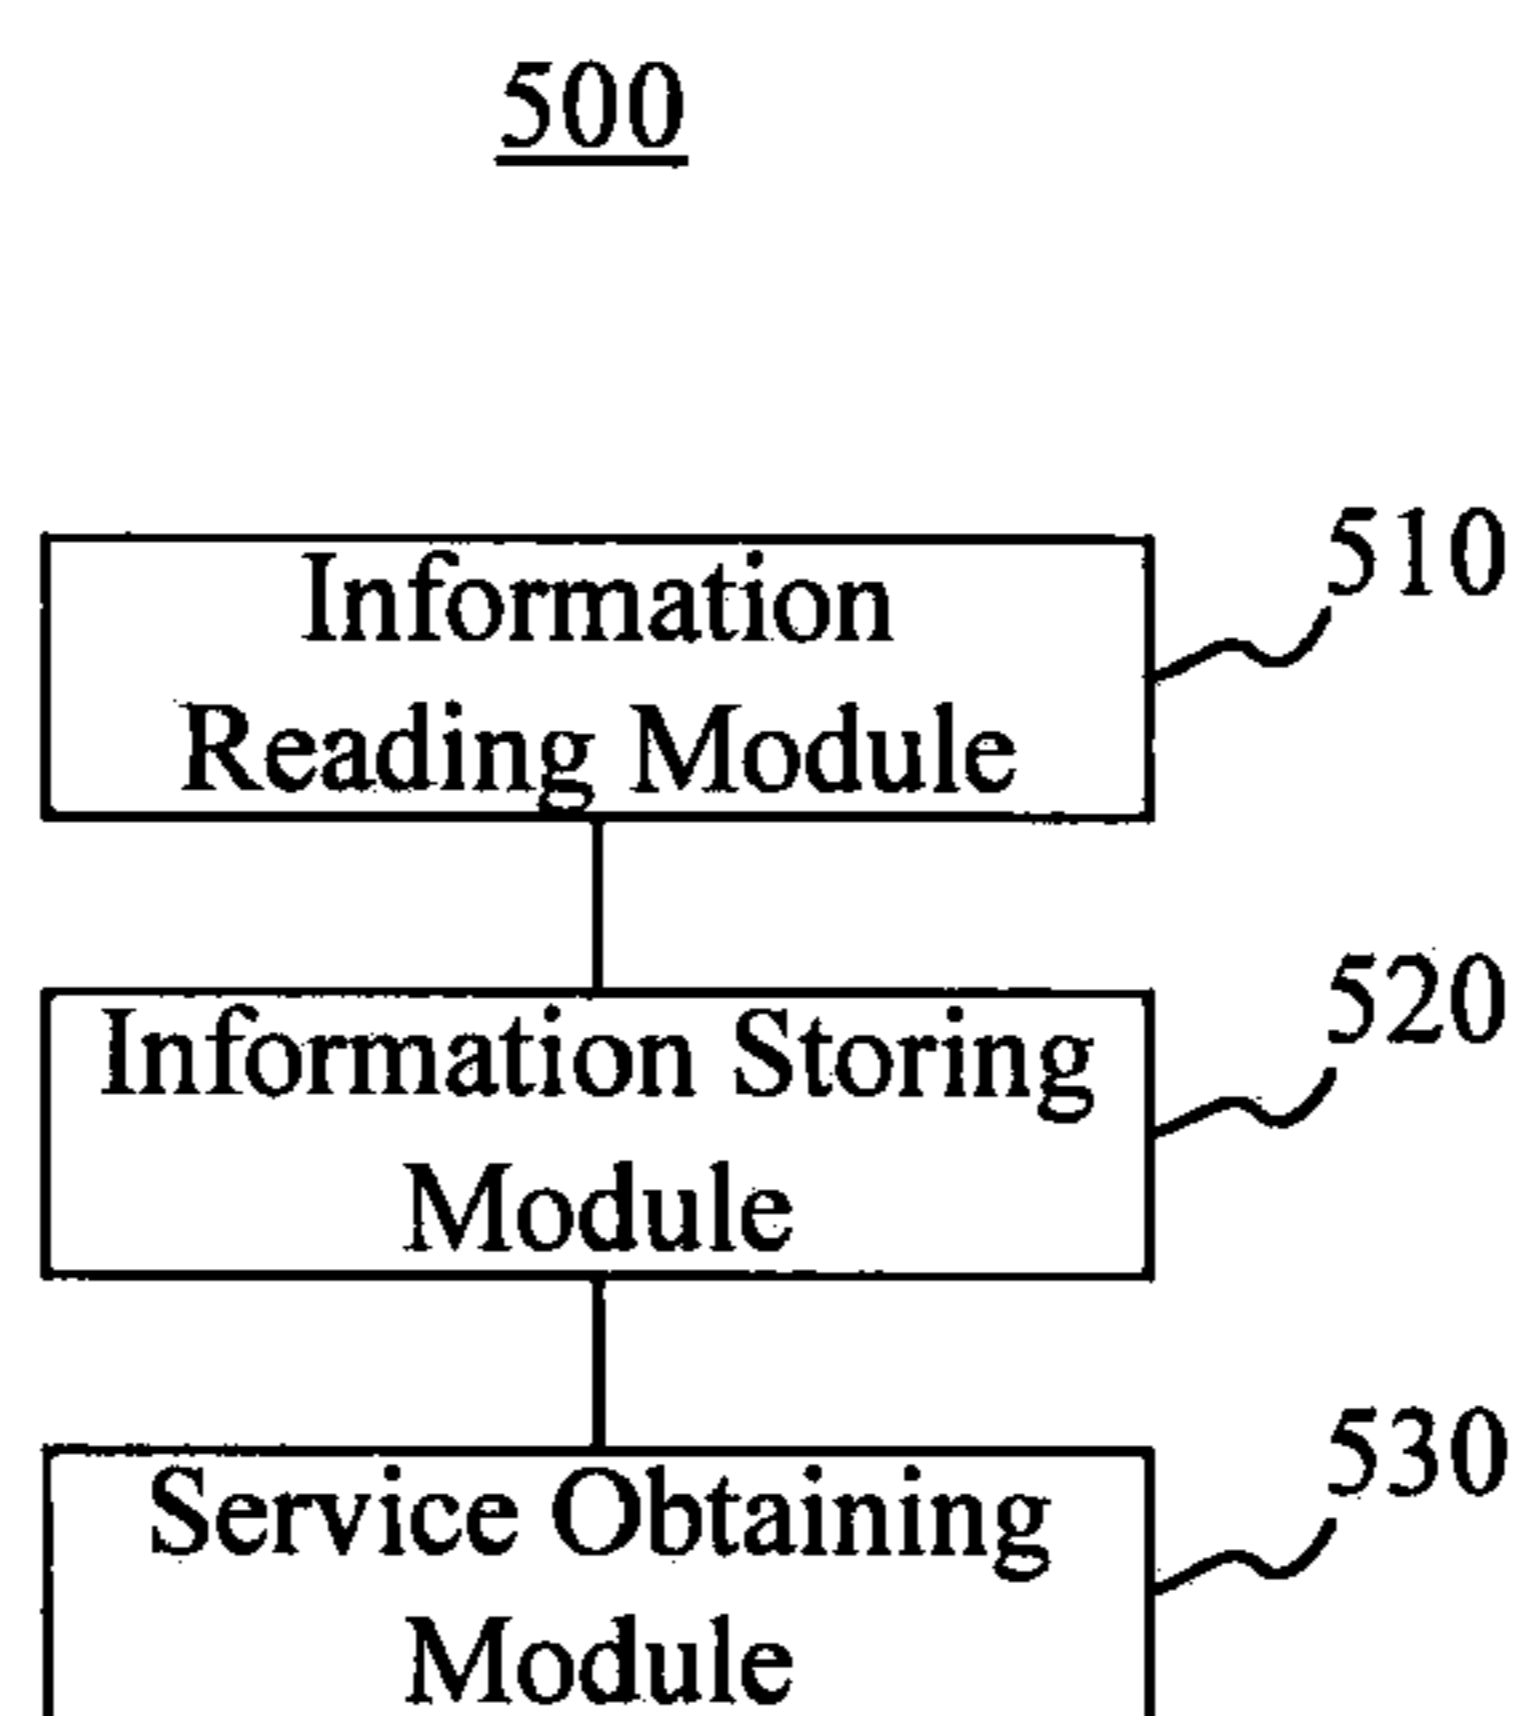 500
510
Information
Reading Module
520
Information Storing
Module
530
Service Obtaining
Module